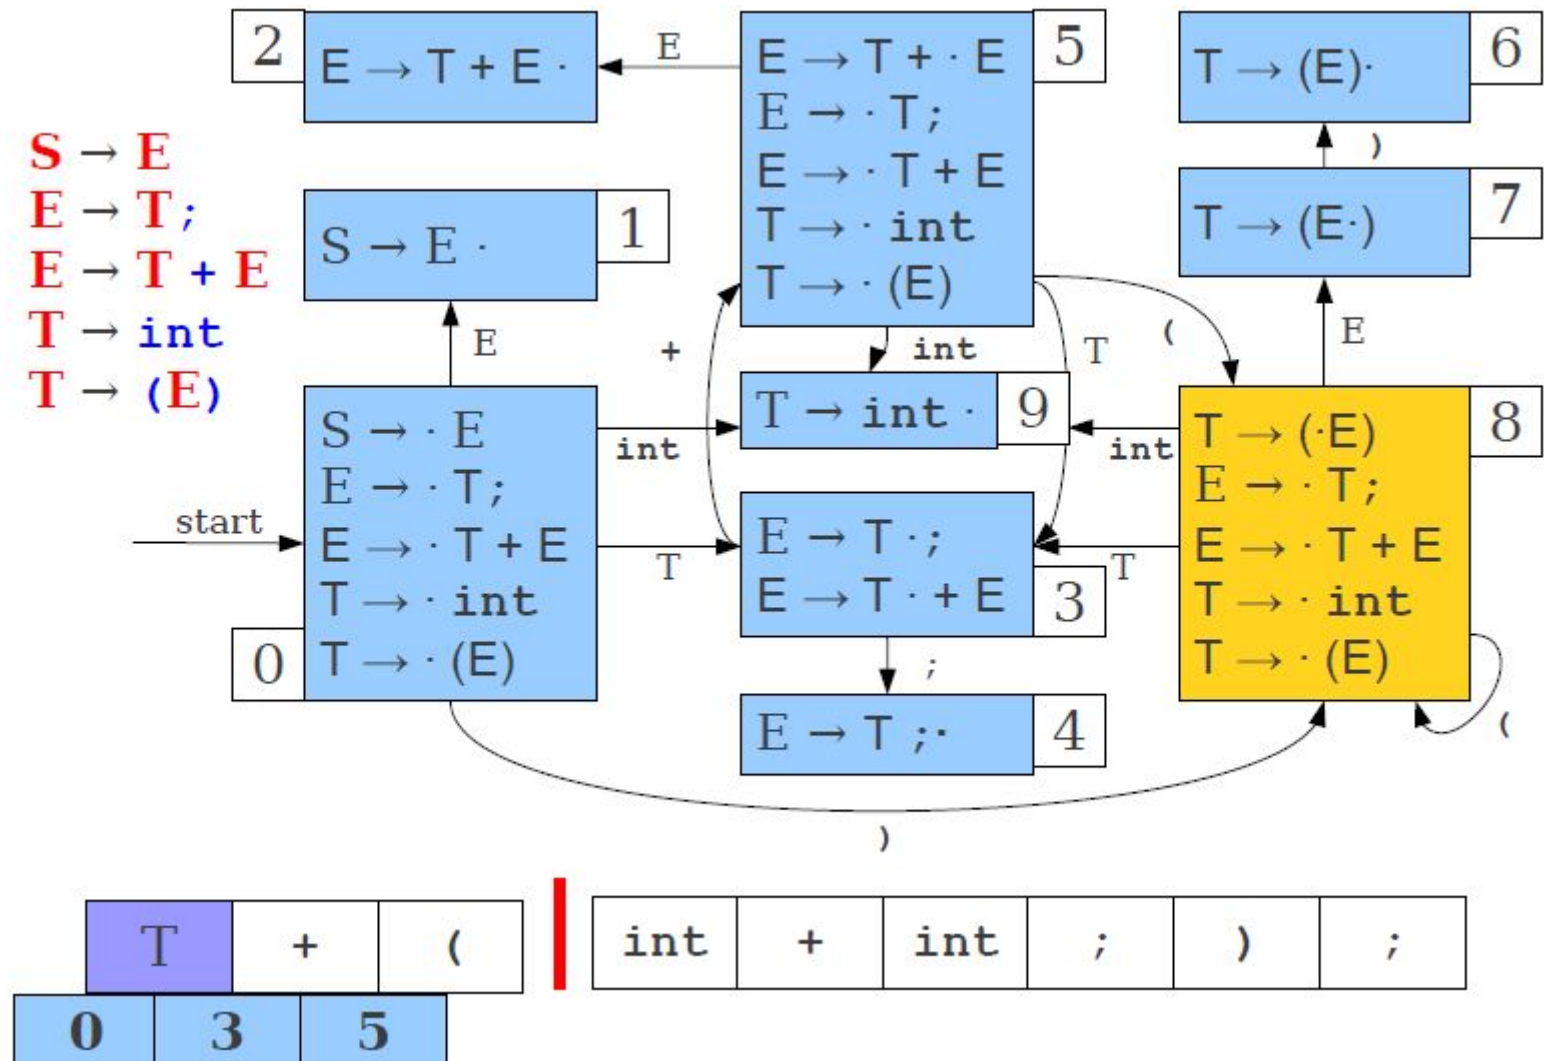 S → E
E → T ;
E → T + E
T → int
T → (E)
2
E → T + E ·
E
E → T + · E
E → · T ;
E → · T + E
T → · int
T → · (E)
5
T → (E)·
6
)
T → (E·)
7
S → E ·
1
E
+
int
T
(
E
start
S → · E
E → · T ;
E → · T + E
T → · int
T → · (E)
0
int
T
T → int ·
9
int
E → T · ;
E → T · + E
3
T
;
E → T ;·
4
T → (·E)
E → · T ;
E → · T + E
T → · int
T → · (E)
8
(
)
T + (
int + int ; ) ;
0 3 5